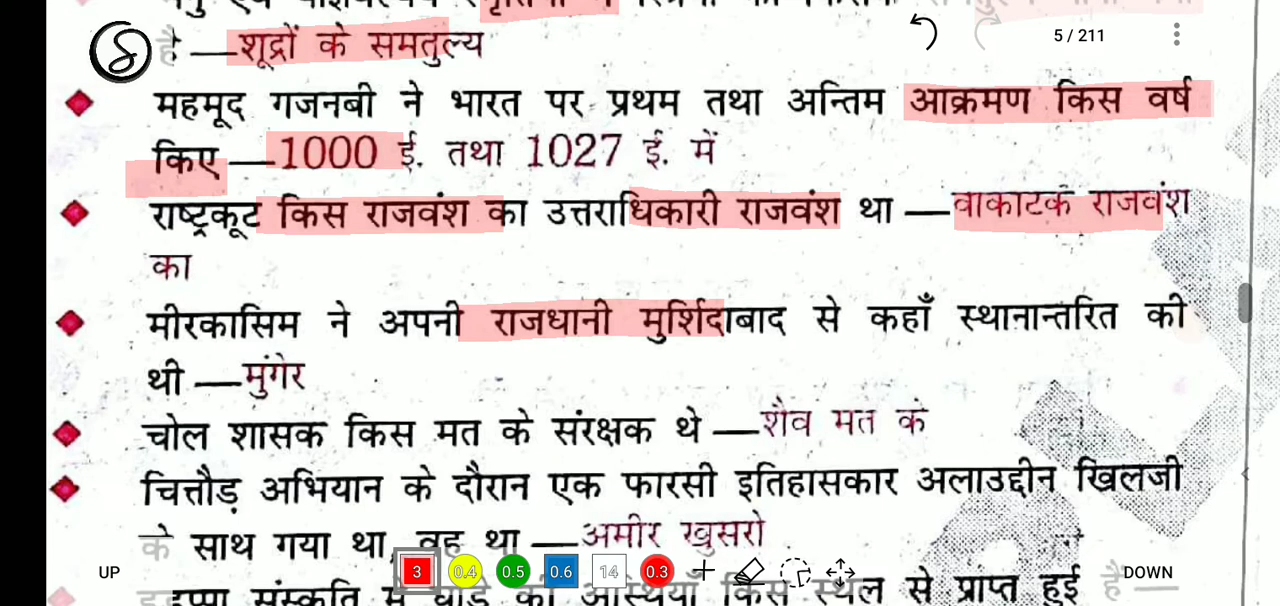 8 है —शूद्रों के समतुल्य
5 / 211
महमूद गजनबी ने भारत पर प्रथम तथा अन्तिम आक्रमण किस वर्ष
किए —1000 ई. तथा 1027 ई. में
राष्ट्रकूट किस राजवंश का उत्तराधिकारी राजवंश था —वाकाटक राजवंश
का
मीरकासिम ने अपनी राजधानी मुर्शिदाबाद से कहाँ स्थानान्तरित की
थी —मुंगेर
चोल शासक किस मत के संरक्षक थे —शैव मत के
चित्तौड़ अभियान के दौरान एक फारसी इतिहासकार अलाउद्दीन खिलजी
के साथ गया था, वह था —अमीर खुसरो
UP 3 0.4 0.5 0.6 14 0.3 DOWN
संस्कृति में किस स्थल से प्राप्त हुई है —